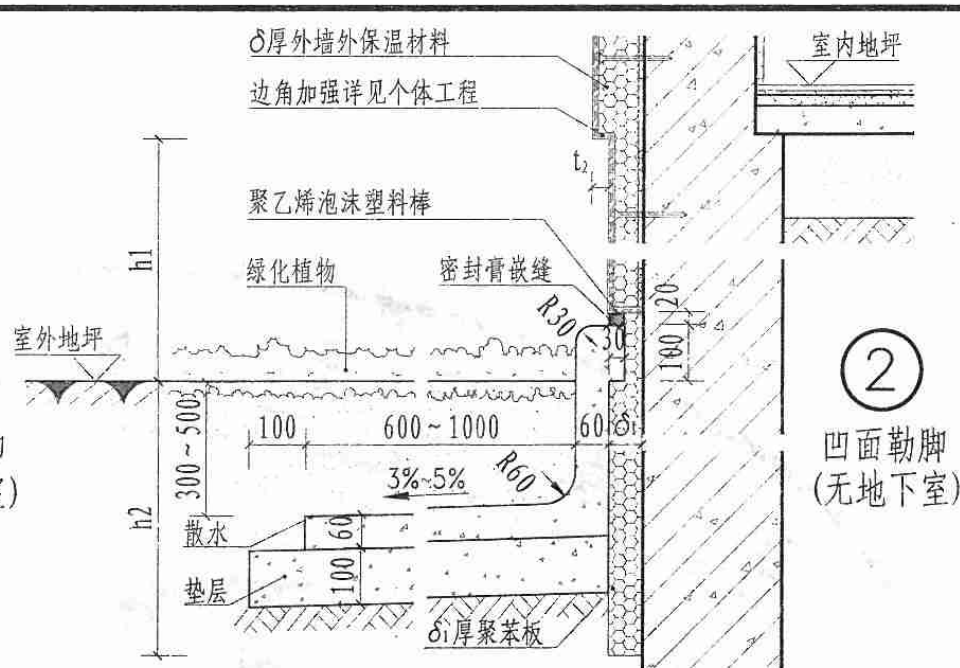 δ厚外墙外保温材料
室内地坪
边角加强详见个体工程
t₂
聚乙烯泡沫塑料棒
h1
绿化植物
密封膏嵌缝
20
R30
30
100
室外地坪
2
100
600~1000
60
δ₁
凹面勒脚
(无地下室)
300~500
3%~5%
R60
h2
散水
60
垫层
100
δ₁厚聚苯板